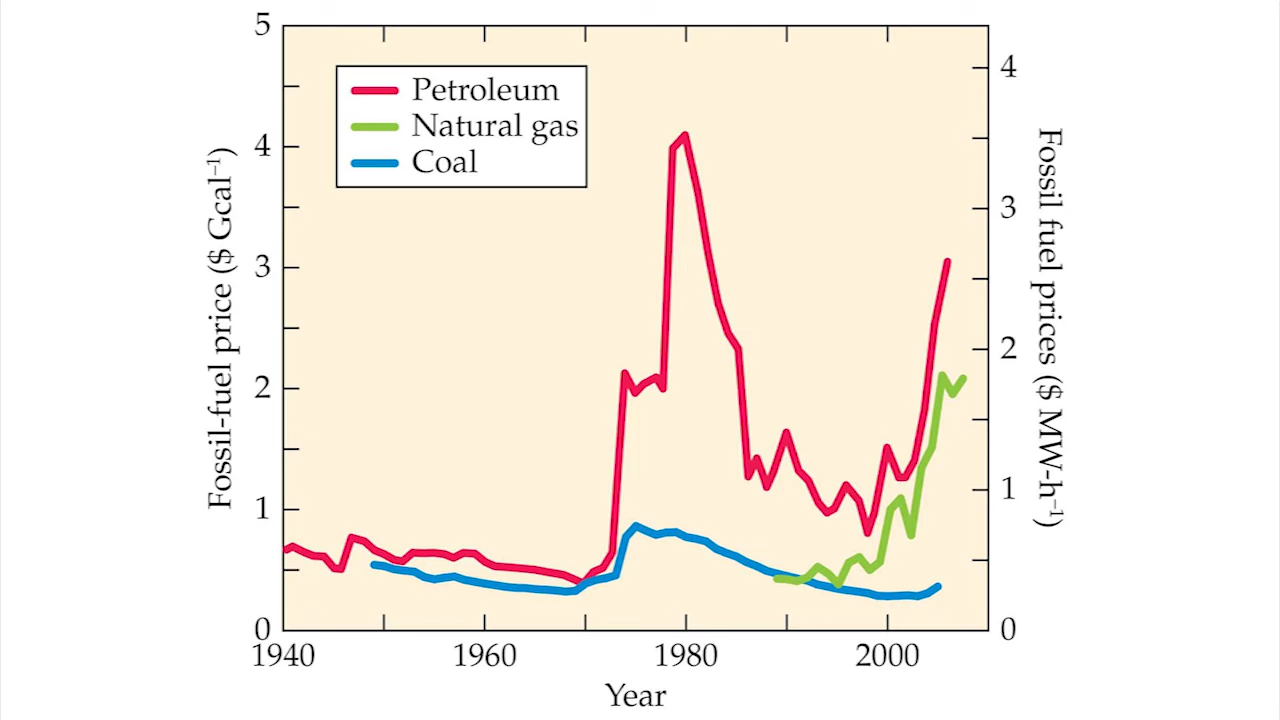 5
4
3
2
1
0
Fossil-fuel price ($ Gcal⁻¹)
Petroleum
Natural gas
Coal
4
3
2
1
0
Fossil fuel prices ($ MW-h⁻¹)
1940 1960 1980 2000
Year